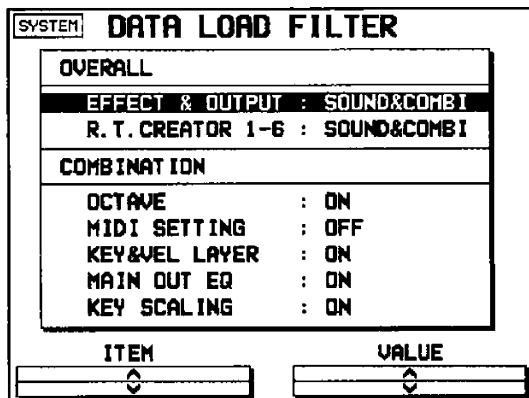 SYSTEM DATA LOAD FILTER
OVERALL
EFFECT & OUTPUT : SOUND&COMBI
R.T.CREATOR 1-6 : SOUND&COMBI
COMBINATION
OCTAVE : ON
MIDI SETTING : OFF
KEY&VEL LAYER : ON
MAIN OUT EQ : ON
KEY SCALING : ON
ITEM VALUE